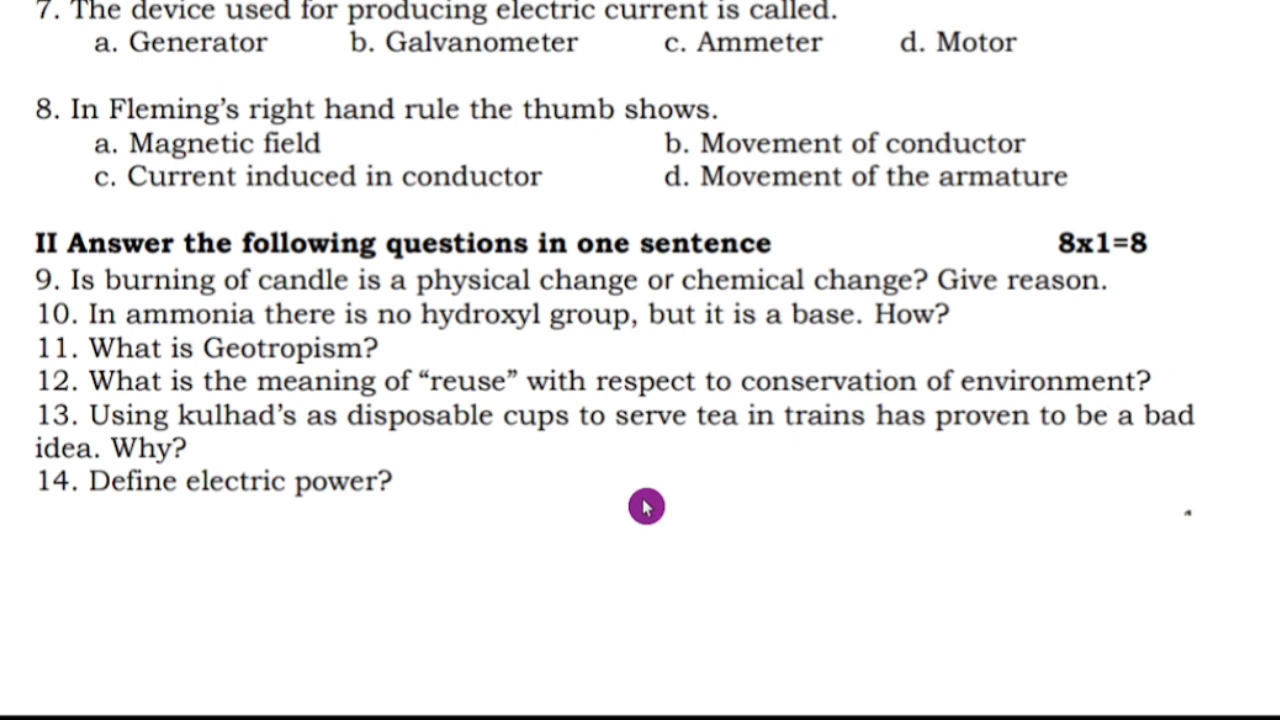 7. The device used for producing electric current is called.
a. Generator b. Galvanometer c. Ammeter d. Motor
8. In Fleming’s right hand rule the thumb shows.
a. Magnetic field b. Movement of conductor
c. Current induced in conductor d. Movement of the armature
II Answer the following questions in one sentence 8x1=8
9. Is burning of candle is a physical change or chemical change? Give reason.
10. In ammonia there is no hydroxyl group, but it is a base. How?
11. What is Geotropism?
12. What is the meaning of “reuse” with respect to conservation of environment?
13. Using kulhad’s as disposable cups to serve tea in trains has proven to be a bad
idea. Why?
14. Define electric power?